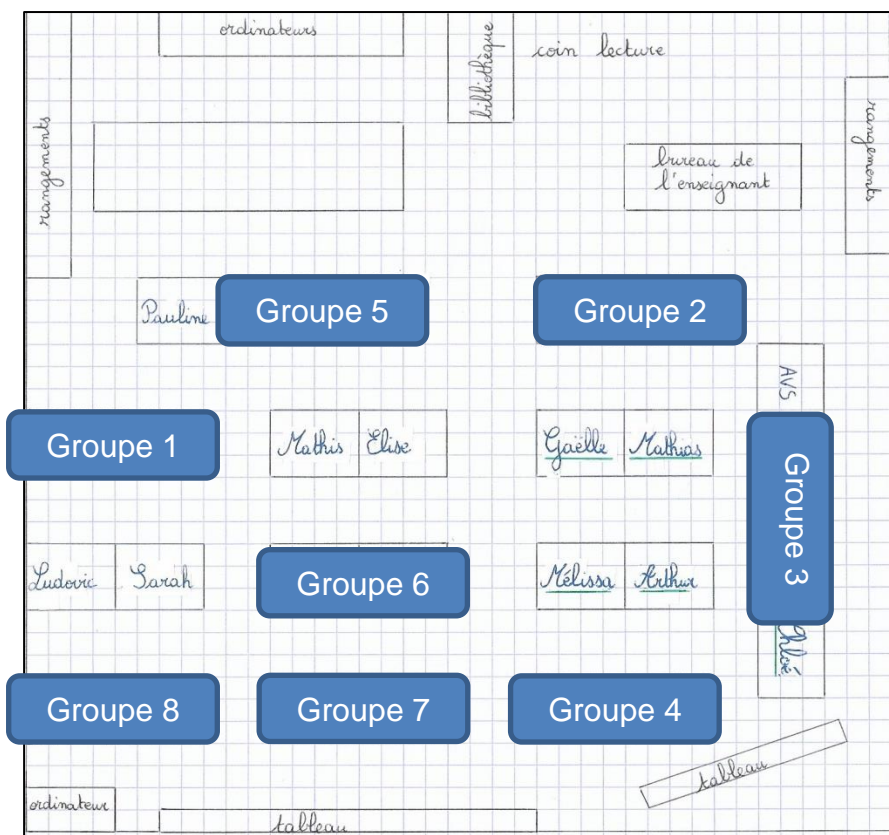 ordinateurs
bibliothèque
coin lecture
rangements
rangements
bureau de
l'enseignant
Pauline
Groupe 5
Groupe 2
AVS
Groupe 1
Mathis Elise
Gaëlle Mathias
Groupe 3
Ludovic Sarah
Groupe 6
Mélissa Arthur
Chloé
Groupe 8
Groupe 7
Groupe 4
tableau
ordinateur
tableau